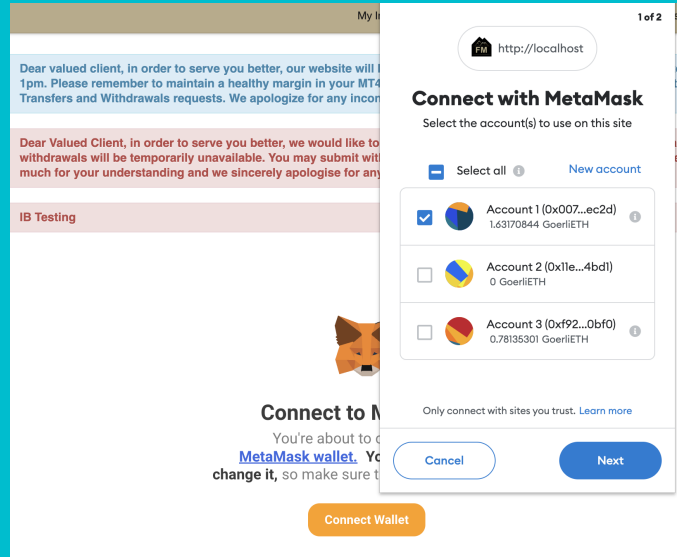 My I
Dear valued client, in order to serve you better, our website will
1pm. Please remember to maintain a healthy margin in your MT4
Transfers and Withdrawals requests. We apologize for any incon
Dear Valued Client, in order to serve you better, we would like to
withdrawals will be temporarily unavailable. You may submit wit
much for your understanding and we sincerely apologise for any
IB Testing
Connect to
You're about to
MetaMask wallet. Yo
change it, so make sure t
Connect Wallet
1 of 2
FM
http://localhost
Connect with MetaMask
Select the account(s) to use on this site
Select all
New account
Account 1 (0x007...ec2d)
1.63170844 GoerliETH
Account 2 (0x11e...4bd1)
0 GoerliETH
Account 3 (0xf92...0bf0)
0.78135301 GoerliETH
Only connect with sites you trust. Learn more
Cancel
Next